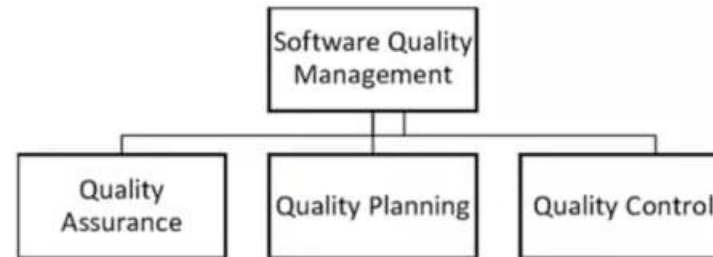 Software Quality
Management
Quality
Assurance
Quality Planning
Quality Control